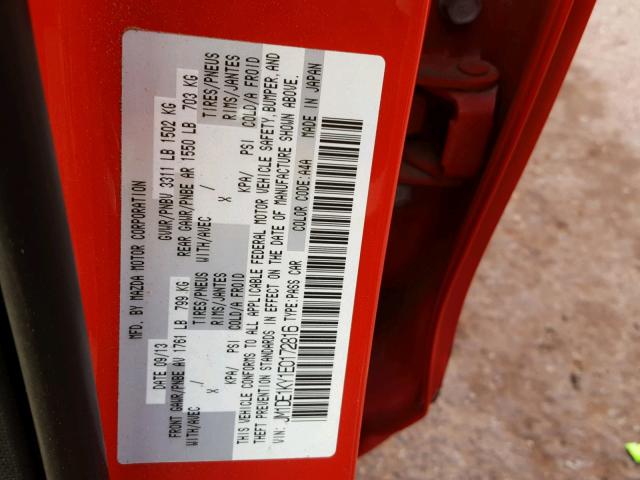 MFD. BY MAZDA MOTOR CORPORATION
DATE 09/13 GVWR/PNBV 3311 LB 1502 KG
FRONT GAWR/PNBE AV 1761 LB 799 KG REAR GAWR/PNBE AR 1550 LB 703 KG
WITH/AVEC TIRES/PNEUS WITH/AVEC TIRES/PNEUS
X / RIMS/JANTES X / RIMS/JANTES
KPA/ PSI COLD/A FROID KPA/ PSI COLD/A FROID
THIS VEHICLE CONFORMS TO ALL APPLICABLE FEDERAL MOTOR VEHICLE SAFETY, BUMPER, AND
THEFT PREVENTION STANDARDS IN EFFECT ON THE DATE OF MANUFACTURE SHOWN ABOVE.
VIN: JM1DE1KY1E0172816 TYPE:PASS CAR COLOR CODE:A4A MADE IN JAPAN